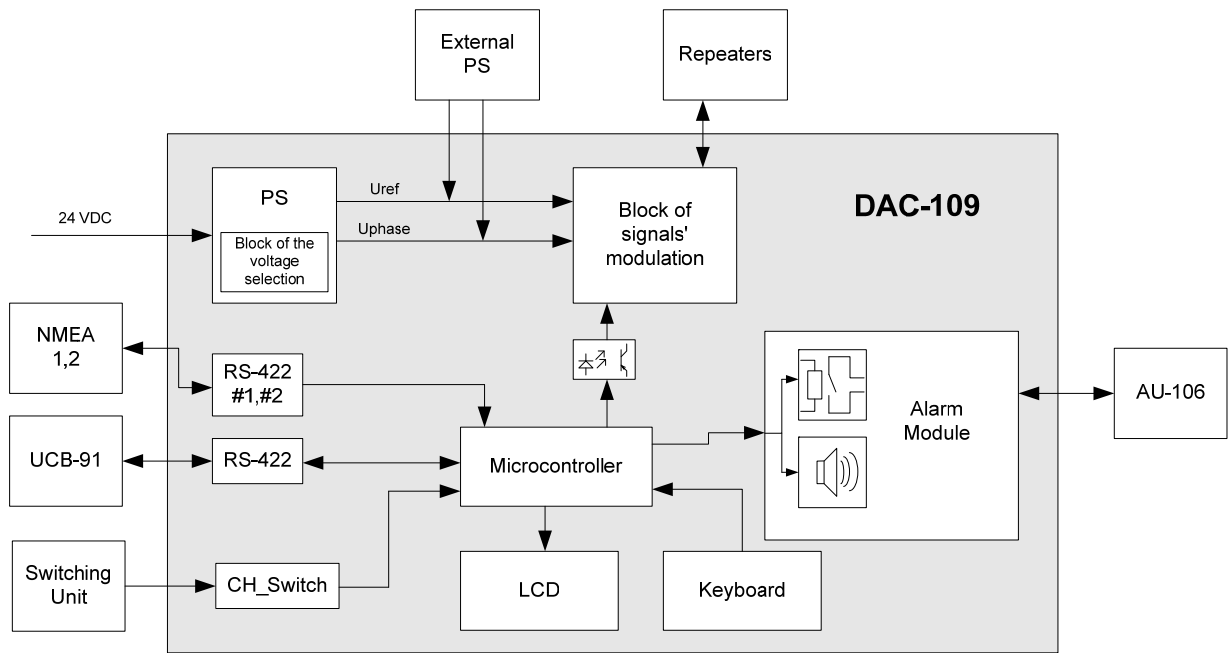 External
PS
Repeaters
DAC-109
PS
Block of the
voltage
selection
Uref
Uphase
Block of
signals'
modulation
24 VDC
NMEA
1,2
RS-422
#1,#2
UCB-91
RS-422
Microcontroller
Alarm
Module
AU-106
Switching
Unit
CH_Switch
LCD
Keyboard